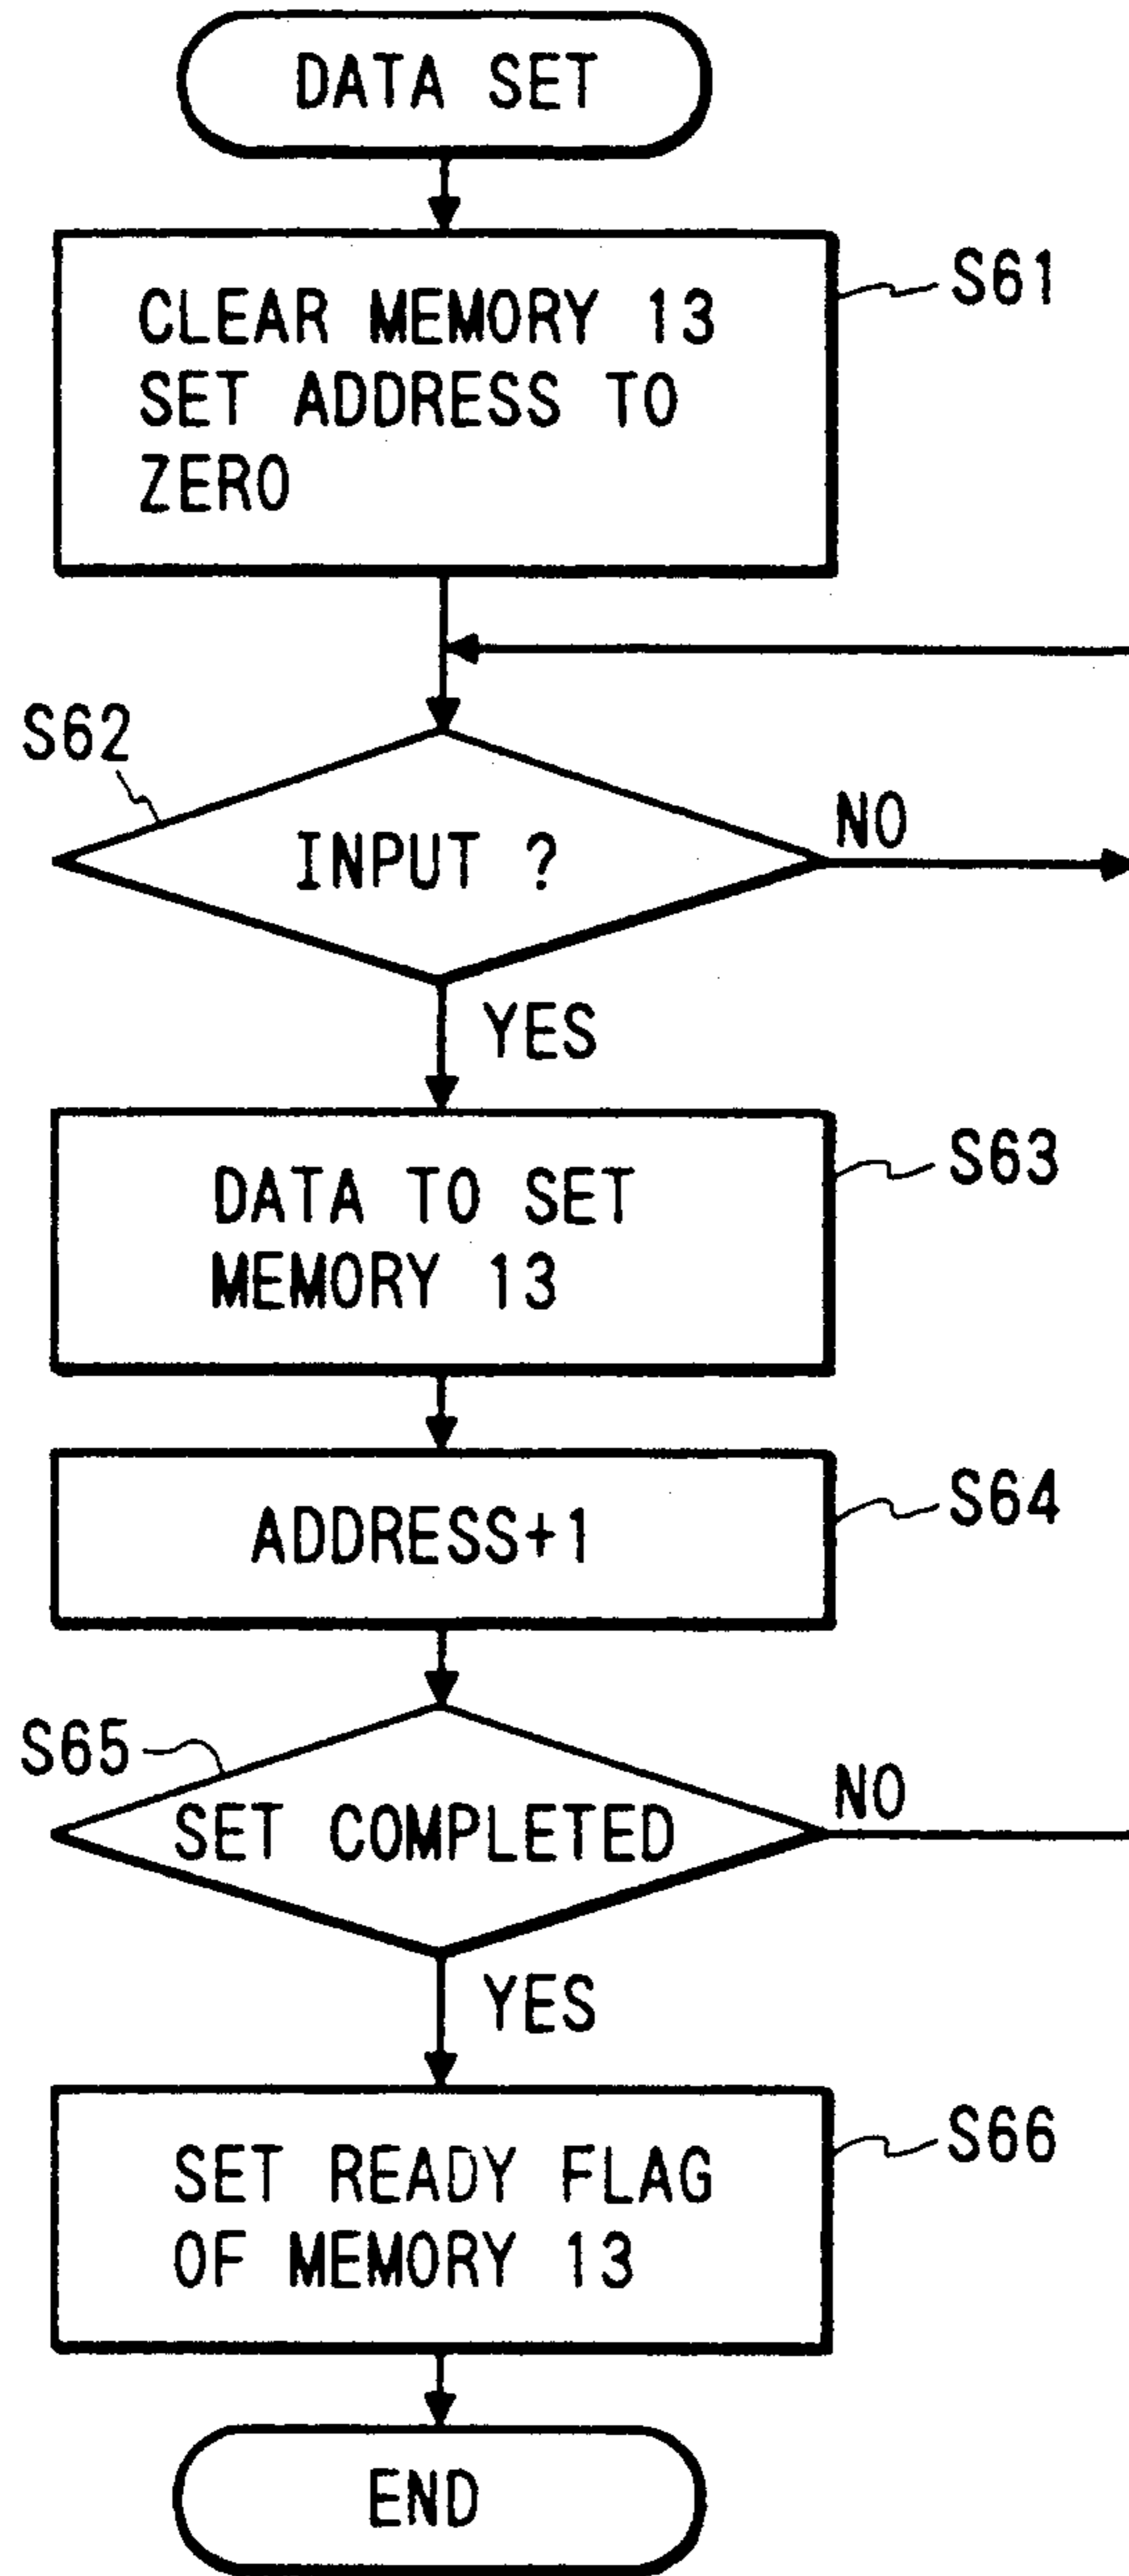 DATA SET
CLEAR MEMORY 13
SET ADDRESS TO
ZERO
S61
S62
INPUT ?
NO
YES
DATA TO SET
MEMORY 13
S63
ADDRESS+1
S64
S65
SET COMPLETED
NO
YES
SET READY FLAG
OF MEMORY 13
S66
END